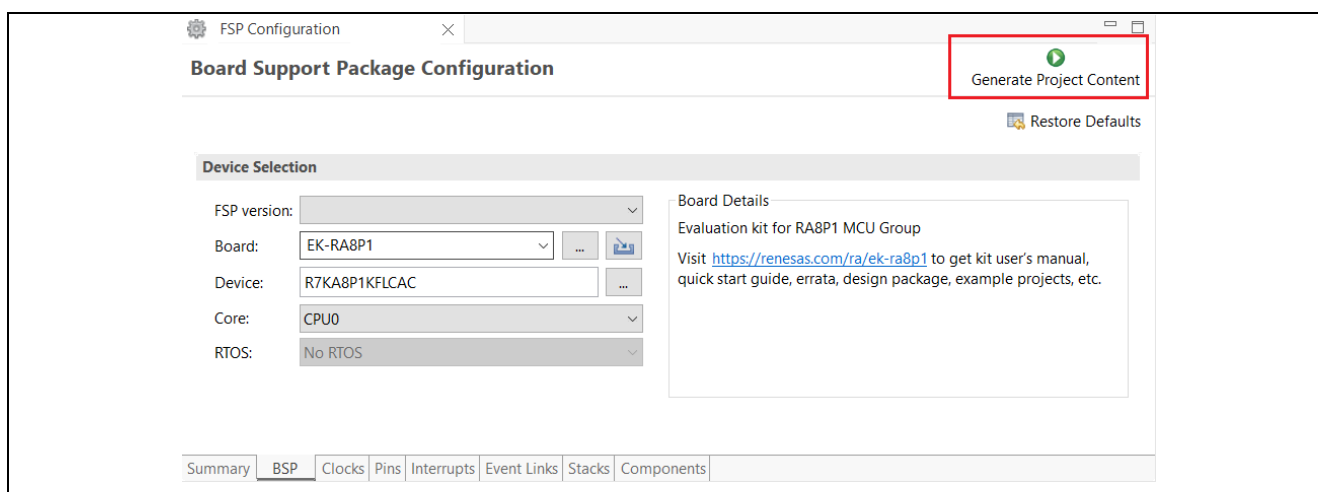 FSP Configuration
Board Support Package Configuration
Generate Project Content
Restore Defaults
Device Selection
FSP version:
Board: EK-RA8P1 ...
Device: R7KA8P1KFLCAC ...
Core: CPU0
RTOS: No RTOS
Board Details
Evaluation kit for RA8P1 MCU Group
Visit https://renesas.com/ra/ek-ra8p1 to get kit user's manual,
quick start guide, errata, design package, example projects, etc.
Summary BSP Clocks Pins Interrupts Event Links Stacks Components